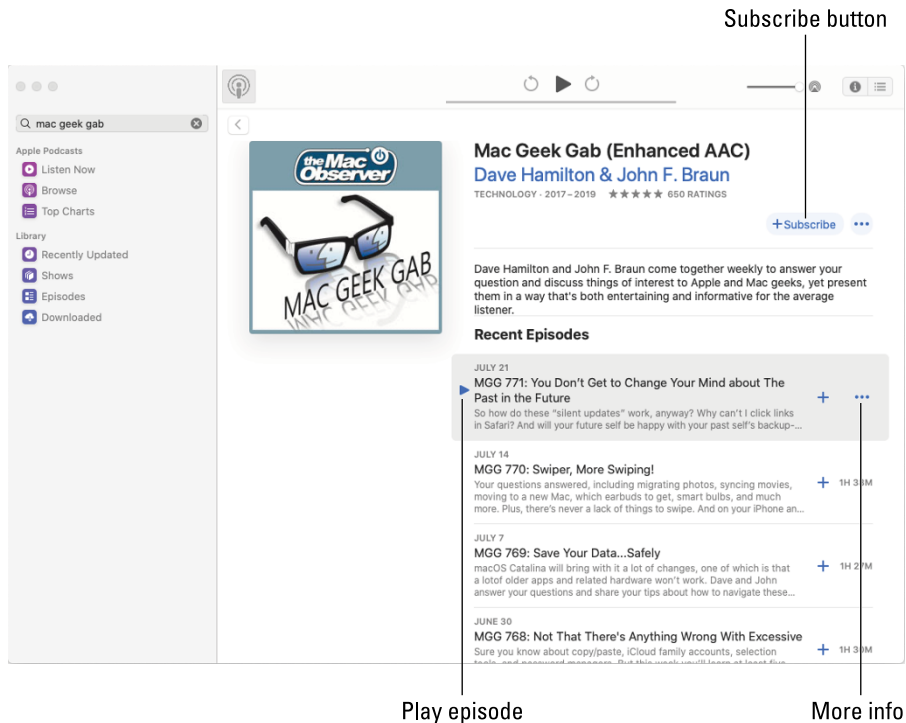 Subscribe button
mac geek gab
Apple Podcasts
Listen Now
Browse
Top Charts
Library
Recently Updated
Shows
Episodes
Downloaded
the Mac
Observer
MAC GEEK GAB
Mac Geek Gab (Enhanced AAC)
Dave Hamilton & John F. Braun
TECHNOLOGY · 2017–2019 ★★★★★ 650 RATINGS
+Subscribe •••
Dave Hamilton and John F. Braun come together weekly to answer your
question and discuss things of interest to Apple and Mac geeks, yet present
them in a way that's both entertaining and informative for the average
listener.
Recent Episodes
JULY 21
MGG 771: You Don't Get to Change Your Mind about The
Past in the Future
So how do these “silent updates” work, anyway? Why can't I click links
in Safari? And will your future self be happy with your past self's backup-...
JULY 14
MGG 770: Swiper, More Swiping!
Your questions answered, including migrating photos, syncing movies,
moving to a new Mac, which earbuds to get, smart bulbs, and much
more. Plus, there's never a lack of things to swipe. And on your iPhone an...
1H
JULY 7
MGG 769: Save Your Data...Safely
macOS Catalina will bring with it a lot of changes, one of which is that
a lotof older apps and related hardware won't work. Dave and John
answer your questions and share your tips about how to navigate these...
1H
JUNE 30
MGG 768: Not That There's Anything Wrong With Excessive
Sure you know about copy/paste, iCloud family accounts, selection
1H
Play episode
More info